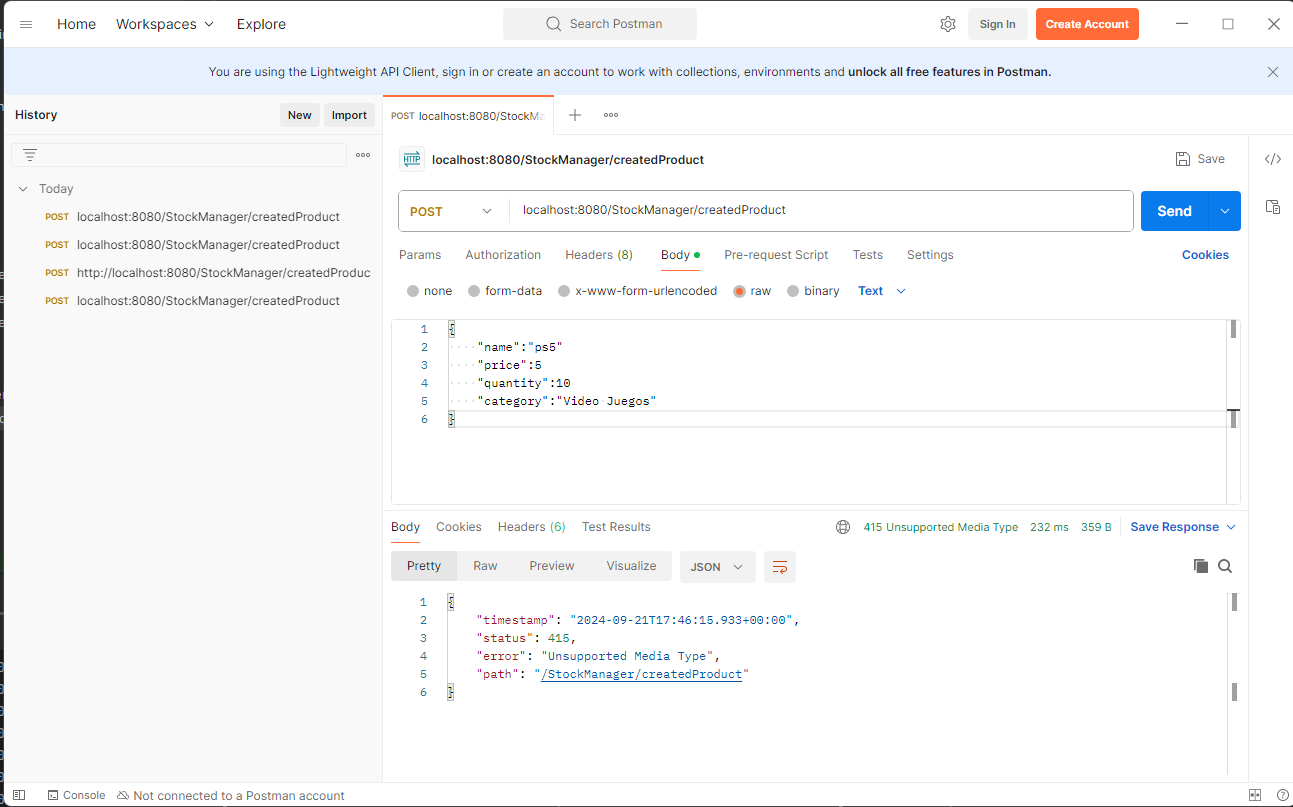 Home Workspaces Explore Search Postman Sign In Create Account
You are using the Lightweight API Client, sign in or create an account to work with collections, environments and unlock all free features in Postman.
History New Import
Today
POST localhost:8080/StockManager/createdProduct
POST localhost:8080/StockManager/createdProduct
POST http://localhost:8080/StockManager/createdProduc
POST localhost:8080/StockManager/createdProduct
POST localhost:8080/StockMa
HTTP localhost:8080/StockManager/createdProduct Save
POST localhost:8080/StockManager/createdProduct Send
Params Authorization Headers (8) Body Pre-request Script Tests Settings Cookies
none form-data x-www-form-urlencoded raw binary Text
1 {
2 "name":"ps5"
3 "price":5
4 "quantity":10
5 "category":"Video Juegos"
6 }
Body Cookies Headers (6) Test Results 415 Unsupported Media Type 232 ms 359 B Save Response
Pretty Raw Preview Visualize JSON
1 {
2 "timestamp": "2024-09-21T17:46:15.933+00:00",
3 "status": 415,
4 "error": "Unsupported Media Type",
5 "path": "/StockManager/createdProduct"
6 }
Console Not connected to a Postman account